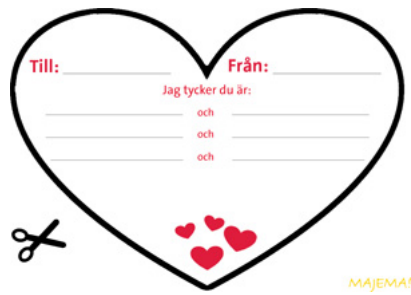 Till: Från:
Jag tycker du är:
och
och
och
MAJEMA!